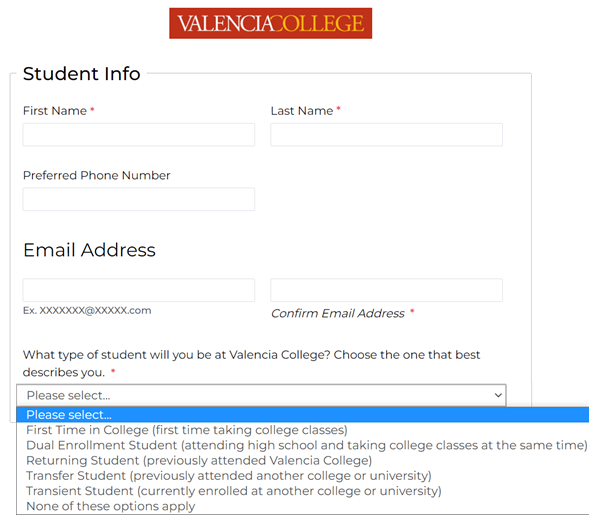 VALENCIACOLLEGE
Student Info
First Name *
Last Name *
Preferred Phone Number
Email Address
Ex. XXXXXXX@XXXXX.com
Confirm Email Address *
What type of student will you be at Valencia College? Choose the one that best
describes you. *
Please select...
Please select...
First Time in College (first time taking college classes)
Dual Enrollment Student (attending high school and taking college classes at the same time)
Returning Student (previously attended Valencia College)
Transfer Student (previously attended another college or university)
Transient Student (currently enrolled at another college or university)
None of these options apply